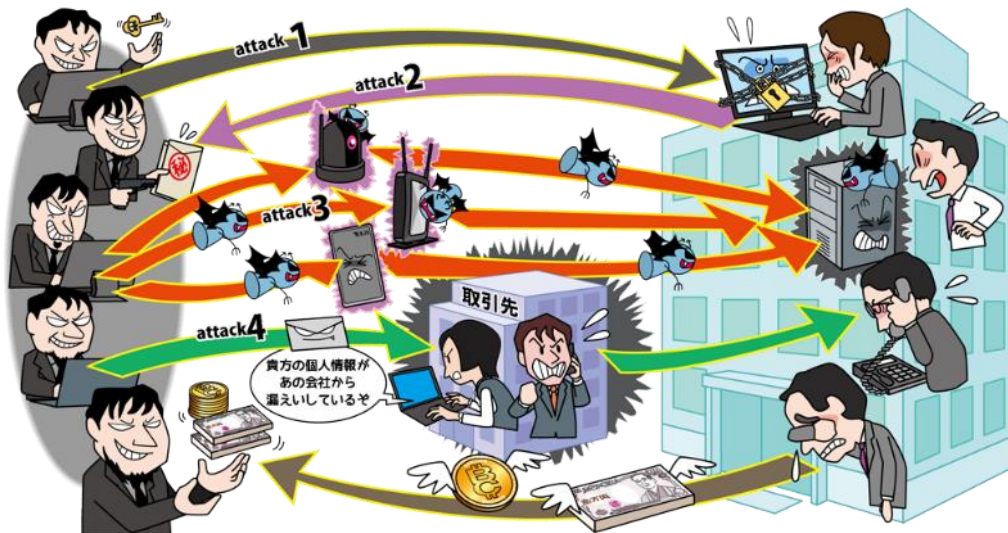 attack 1
attack 2
秘
attack 3
attack 4
取引先
貴方の個人情報が
あの会社から
漏えいしているぞ